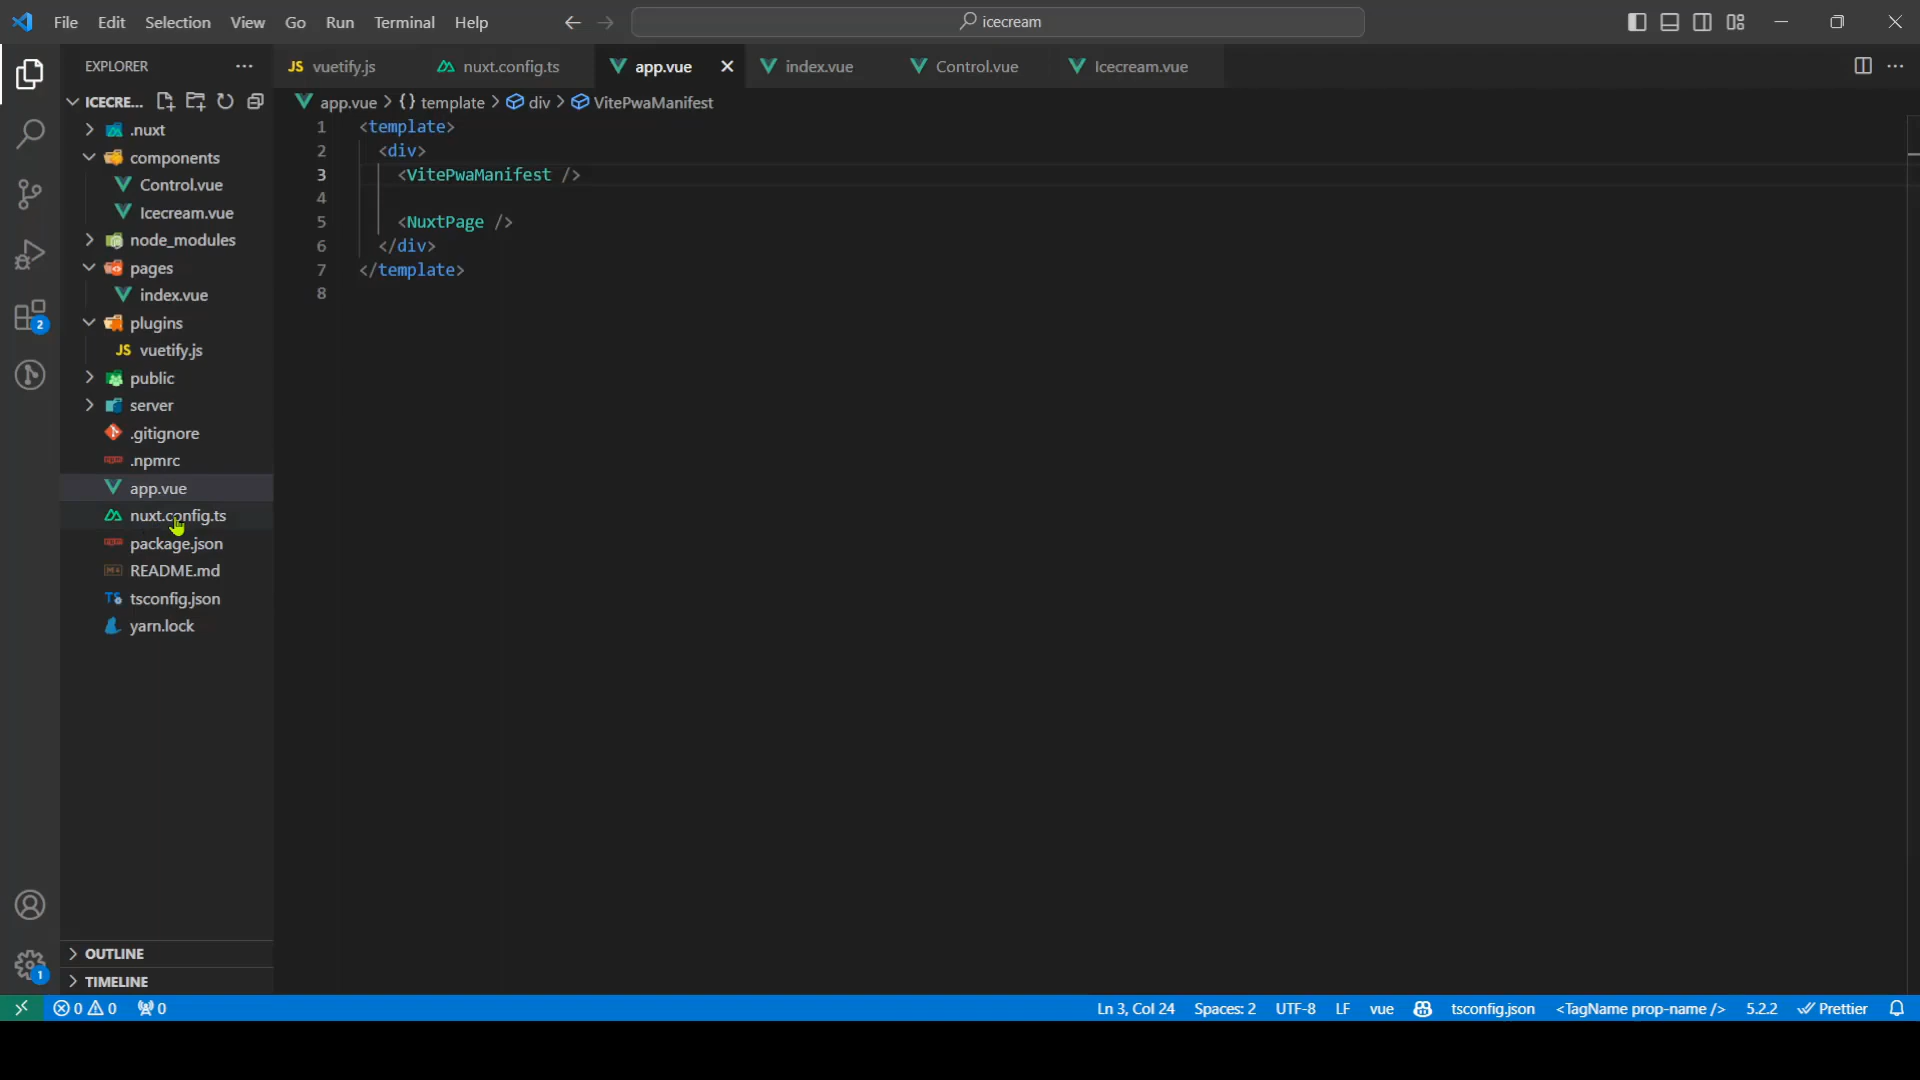 File Edit Selection View Go Run Terminal Help
icecream
EXPLORER
JS vuetify.js
nuxt.config.ts
app.vue
index.vue
Control.vue
Icecream.vue
ICECRE...
app.vue > {} template > div > VitePwaManifest
.nuxt
components
Control.vue
Icecream.vue
node_modules
pages
index.vue
plugins
JS vuetify.js
public
server
.gitignore
.npmrc
app.vue
nuxt.config.ts
package.json
README.md
TS tsconfig.json
yarn.lock
1 <template>
2 <div>
3 <VitePwaManifest />
4
5 <NuxtPage />
6 </div>
7 </template>
8
2
OUTLINE
1
TIMELINE
0 0 0
Ln 3, Col 24 Spaces: 2 UTF-8 LF vue tsconfig.json <TagName prop-name /> 5.2.2 Prettier